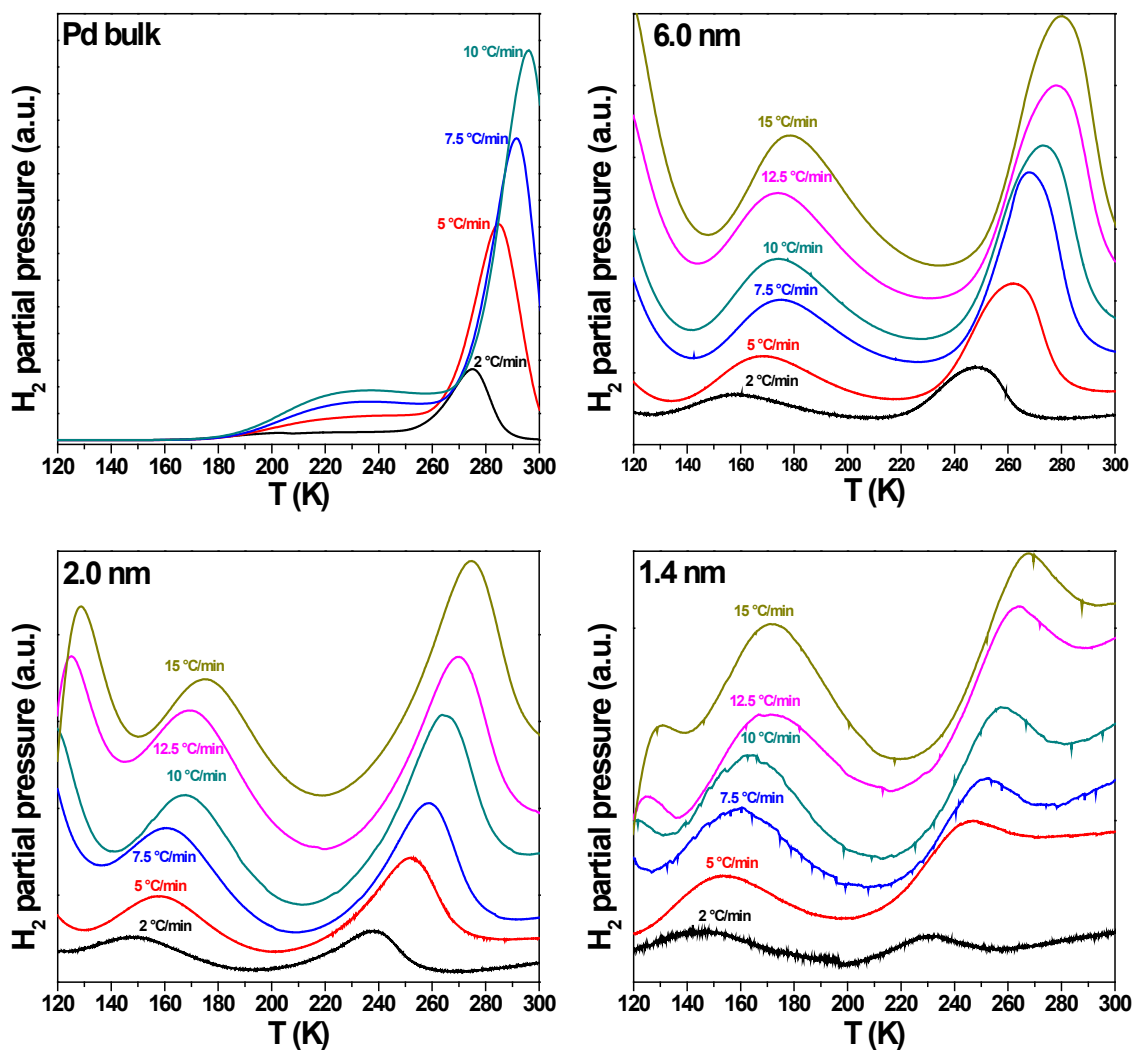 Pd bulk
10 °C/min
7.5 °C/min
5 °C/min
2 °C/min
H₂ partial pressure (a.u.)
120 140 160 180 200 220 240 260 280 300
T (K)
6.0 nm
15 °C/min
12.5 °C/min
10 °C/min
7.5 °C/min
5 °C/min
2 °C/min
H₂ partial pressure (a.u.)
120 140 160 180 200 220 240 260 280 300
T (K)
2.0 nm
15 °C/min
12.5 °C/min
10 °C/min
7.5 °C/min
5 °C/min
2 °C/min
H₂ partial pressure (a.u.)
120 140 160 180 200 220 240 260 280 300
T (K)
1.4 nm
15 °C/min
12.5 °C/min
10 °C/min
7.5 °C/min
5 °C/min
2 °C/min
H₂ partial pressure (a.u.)
120 140 160 180 200 220 240 260 280 300
T (K)